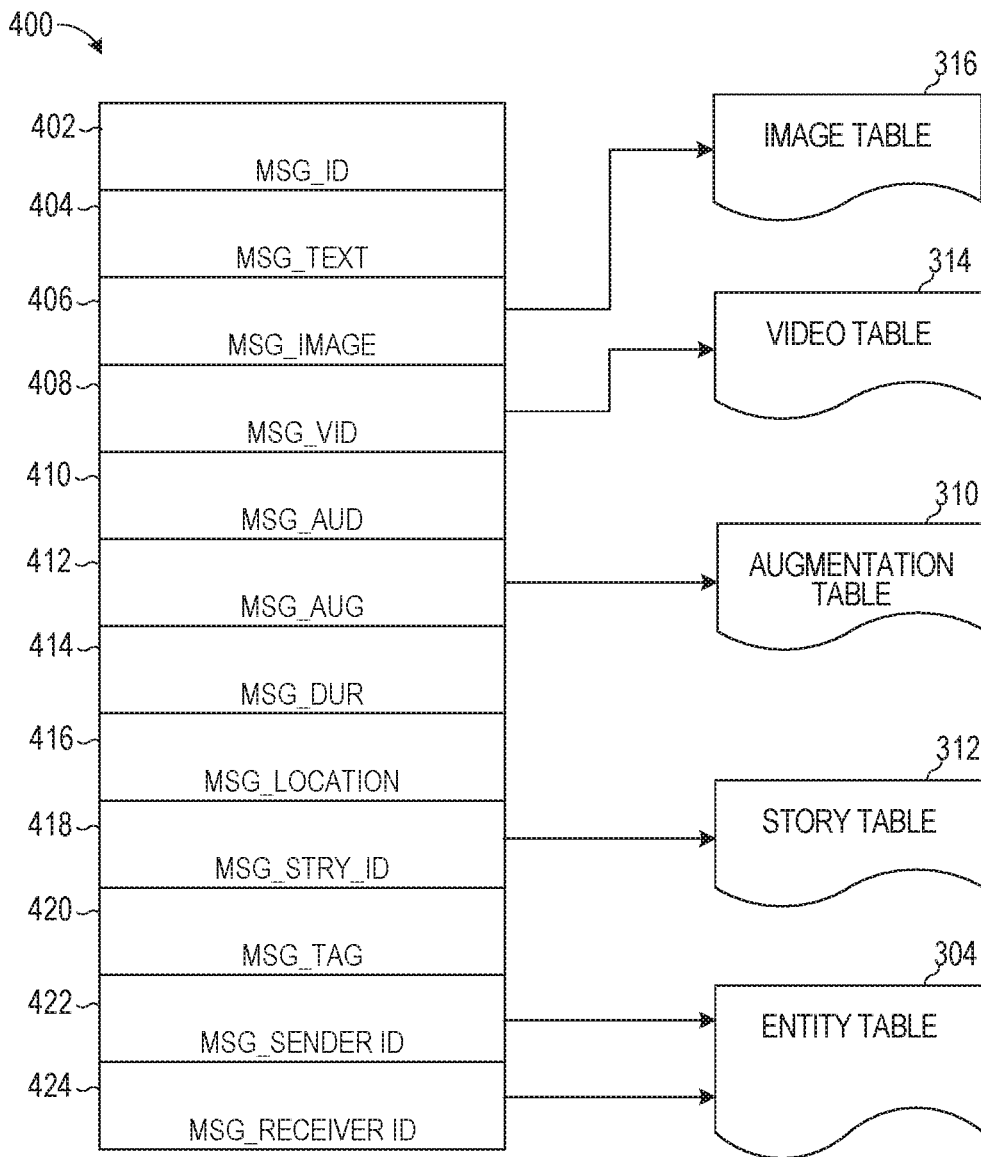 400
402
MSG_ID
404
MSG_TEXT
406
MSG_IMAGE
408
MSG_VID
410
MSG_AUD
412
MSG_AUG
414
MSG_DUR
416
MSG_LOCATION
418
MSG_STRY_ID
420
MSG_TAG
422
MSG_SENDER ID
424
MSG_RECEIVER ID
316
IMAGE TABLE
314
VIDEO TABLE
310
AUGMENTATION
TABLE
312
STORY TABLE
304
ENTITY TABLE